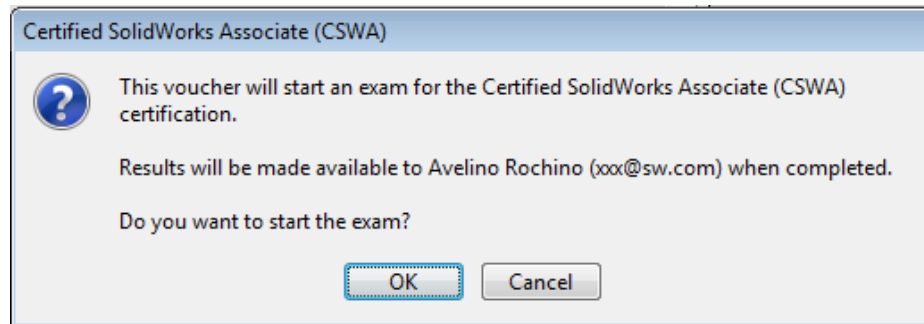 Certified SolidWorks Associate (CSWA)
This voucher will start an exam for the Certified SolidWorks Associate (CSWA)
certification.
Results will be made available to Avelino Rochino (xxx@sw.com) when completed.
Do you want to start the exam?
OK
Cancel